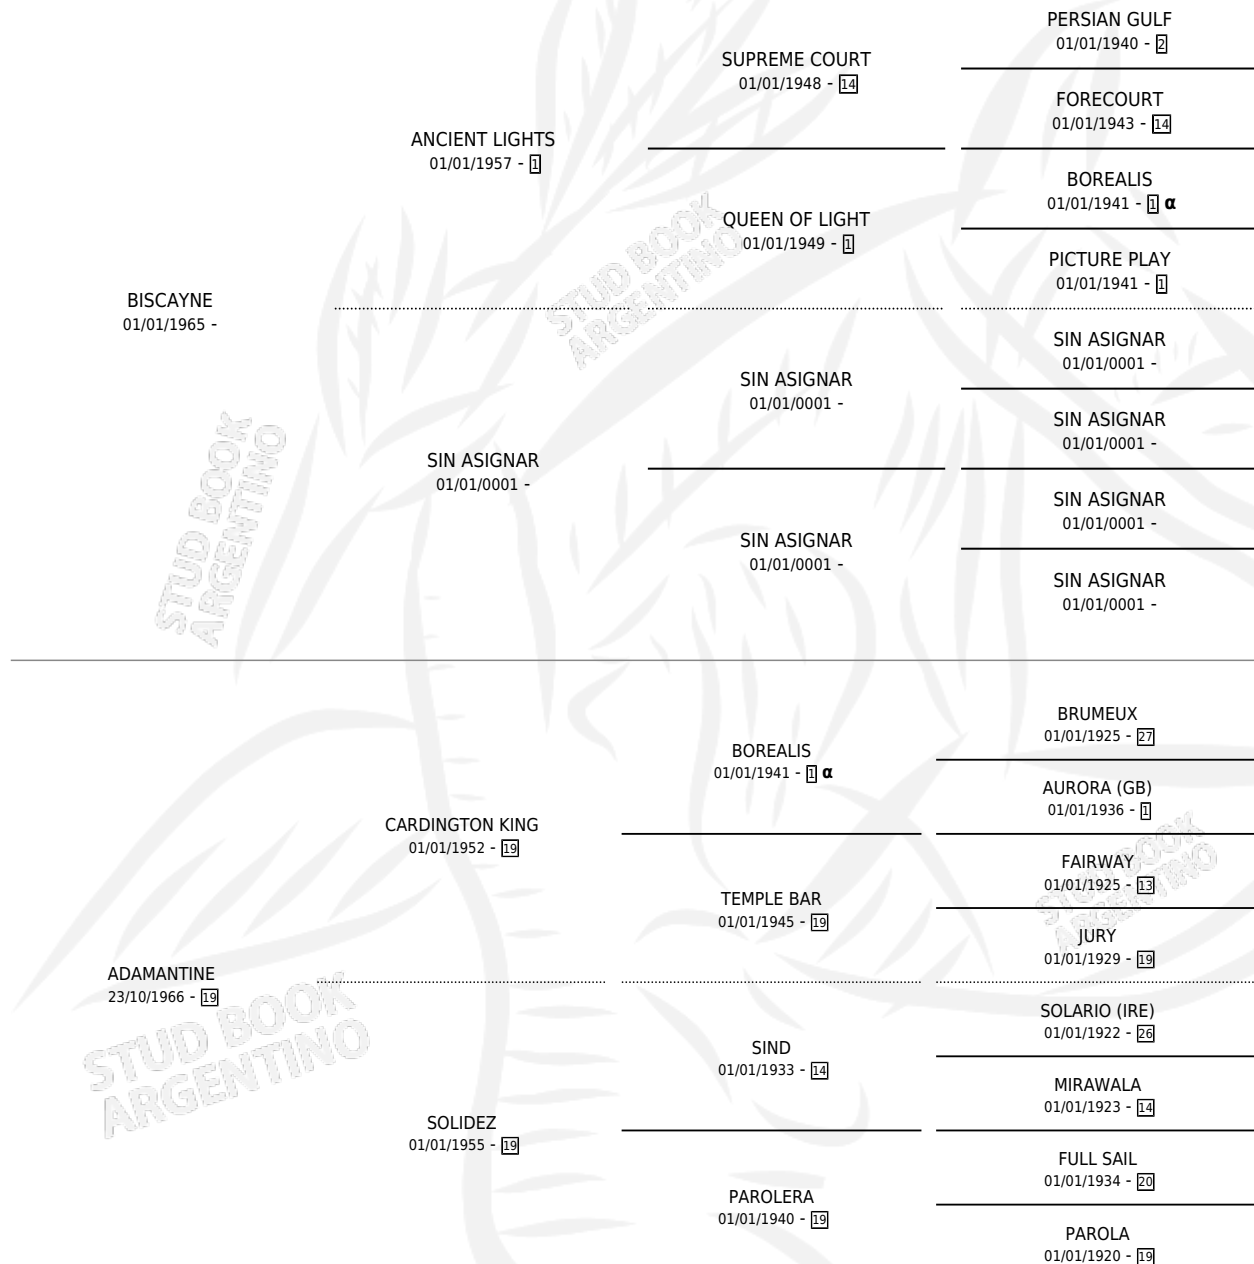 PERSIAN GULF
01/01/1940 - 2
SUPREME COURT
01/01/1948 - 14
FORECOURT
01/01/1943 - 14
ANCIENT LIGHTS
01/01/1957 - 1
BOREALIS
01/01/1941 - 1 α
QUEEN OF LIGHT
01/01/1949 - 1
PICTURE PLAY
01/01/1941 - 1
BISCAYNE
01/01/1965 -
SIN ASIGNAR
01/01/0001 -
SIN ASIGNAR
01/01/0001 -
SIN ASIGNAR
01/01/0001 -
SIN ASIGNAR
01/01/0001 -
SIN ASIGNAR
01/01/0001 -
SIN ASIGNAR
01/01/0001 -
SIN ASIGNAR
01/01/0001 -
STUD BOOK
ARGENTINO
STUD BOOK
ARGENTINO
BRUMEUX
01/01/1925 - 27
BOREALIS
01/01/1941 - 1 α
AURORA (GB)
01/01/1936 - 1
CARDINGTON KING
01/01/1952 - 19
FAIRWAY
01/01/1925 - 13
TEMPLE BAR
01/01/1945 - 19
JURY
01/01/1929 - 19
ADAMANTINE
23/10/1966 - 19
SOLARIO (IRE)
01/01/1922 - 26
SIND
01/01/1933 - 14
MIRAWALA
01/01/1923 - 14
SOLIDEZ
01/01/1955 - 19
FULL SAIL
01/01/1934 - 20
PAROLERA
01/01/1940 - 19
PAROLA
01/01/1920 - 19
STUD BOOK
ARGENTINO
STUD BOOK
ARGENTINO